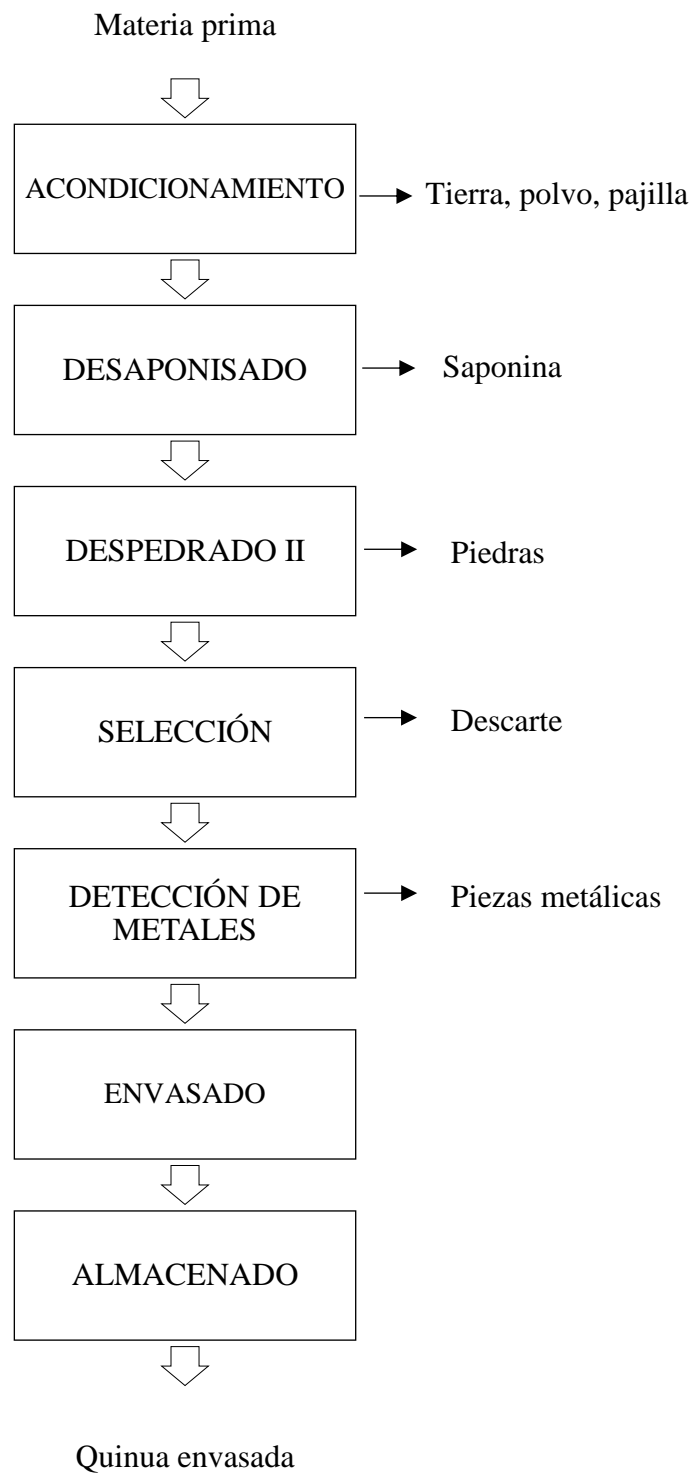 Materia prima
ACONDICIONAMIENTO
Tierra, polvo, pajilla
DESAPONISADO
Saponina
DESPEDRADO II
Piedras
SELECCIÓN
Descarte
DETECCIÓN DE
METALES
Piezas metálicas
ENVASADO
ALMACENADO
Quinua envasada